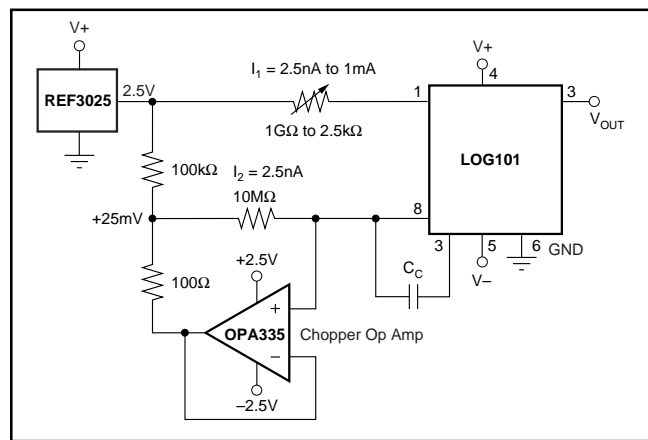 V+
REF3025
2.5V
I1 = 2.5nA to 1mA
1GΩ to 2.5kΩ
V+
4
1
3
VOUT
LOG101
100kΩ
I2 = 2.5nA
10MΩ
+25mV
8
3
5
6
GND
V–
CC
100Ω
+2.5V
+
OPA335
Chopper Op Amp
–
–2.5V